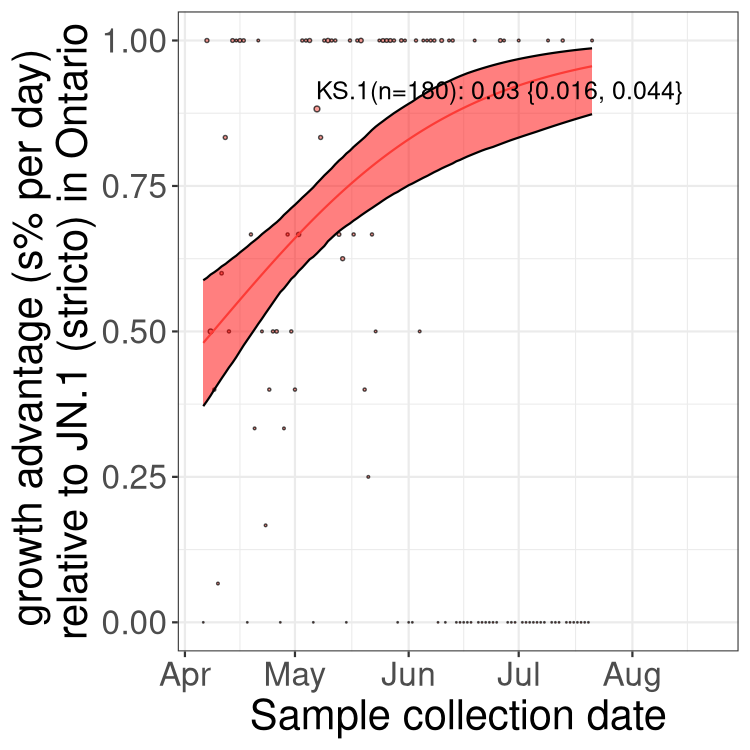 growth advantage (s% per day)
relative to JN.1 (stricto) in Ontario
1.00
0.75
0.50
0.25
0.00
KS.1(n=180): 0.03 {0.016, 0.044}
Apr May Jun Jul Aug
Sample collection date